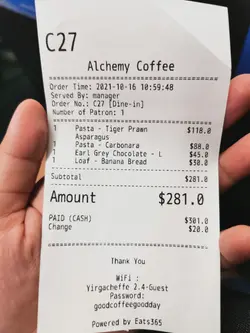 C27
Alchemy Coffee
Order Time: 2021-10-16 10:59:48
Served By: manager
Order No.: C27 [Dine-in]
Number of Patron: 1
1 Pasta - Tiger Prawn $118.0
Asparagus
1 Pasta - Carbonara $88.0
1 Earl Grey Chocolate - L $45.0
1 Loaf - Banana Bread $30.0
Subtotal $281.0
Amount $281.0
PAID (CASH) $301.0
Change $20.0
Thank You
WiFi :
Yirgacheffe 2.4-Guest
Password:
goodcoffeegoodday
Powered by Eats365